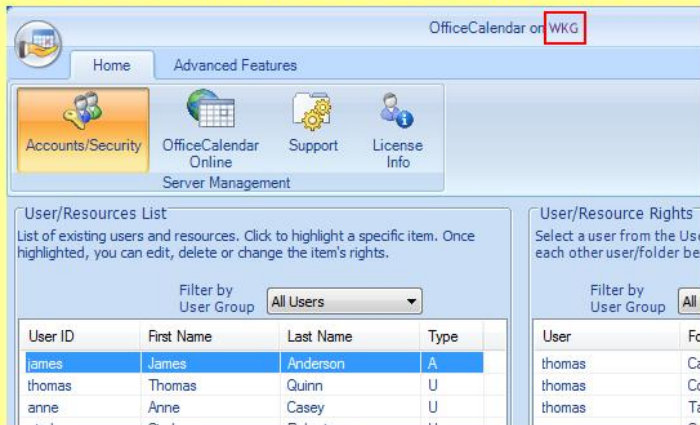 OfficeCalendar on WKG
Home Advanced Features
Accounts/Security OfficeCalendar Online Support License Info
Server Management
User/Resources List
List of existing users and resources. Click to highlight a specific item. Once
highlighted, you can edit, delete or change the item's rights.
Filter by
User Group All Users
User ID First Name Last Name Type
james James Anderson A
thomas Thomas Quinn U
anne Anne Casey U
User/Resource Rights
Select a user from the Use
each other user/folder be
Filter by
User Group All
User Fo
thomas Ca
thomas Co
thomas Ta